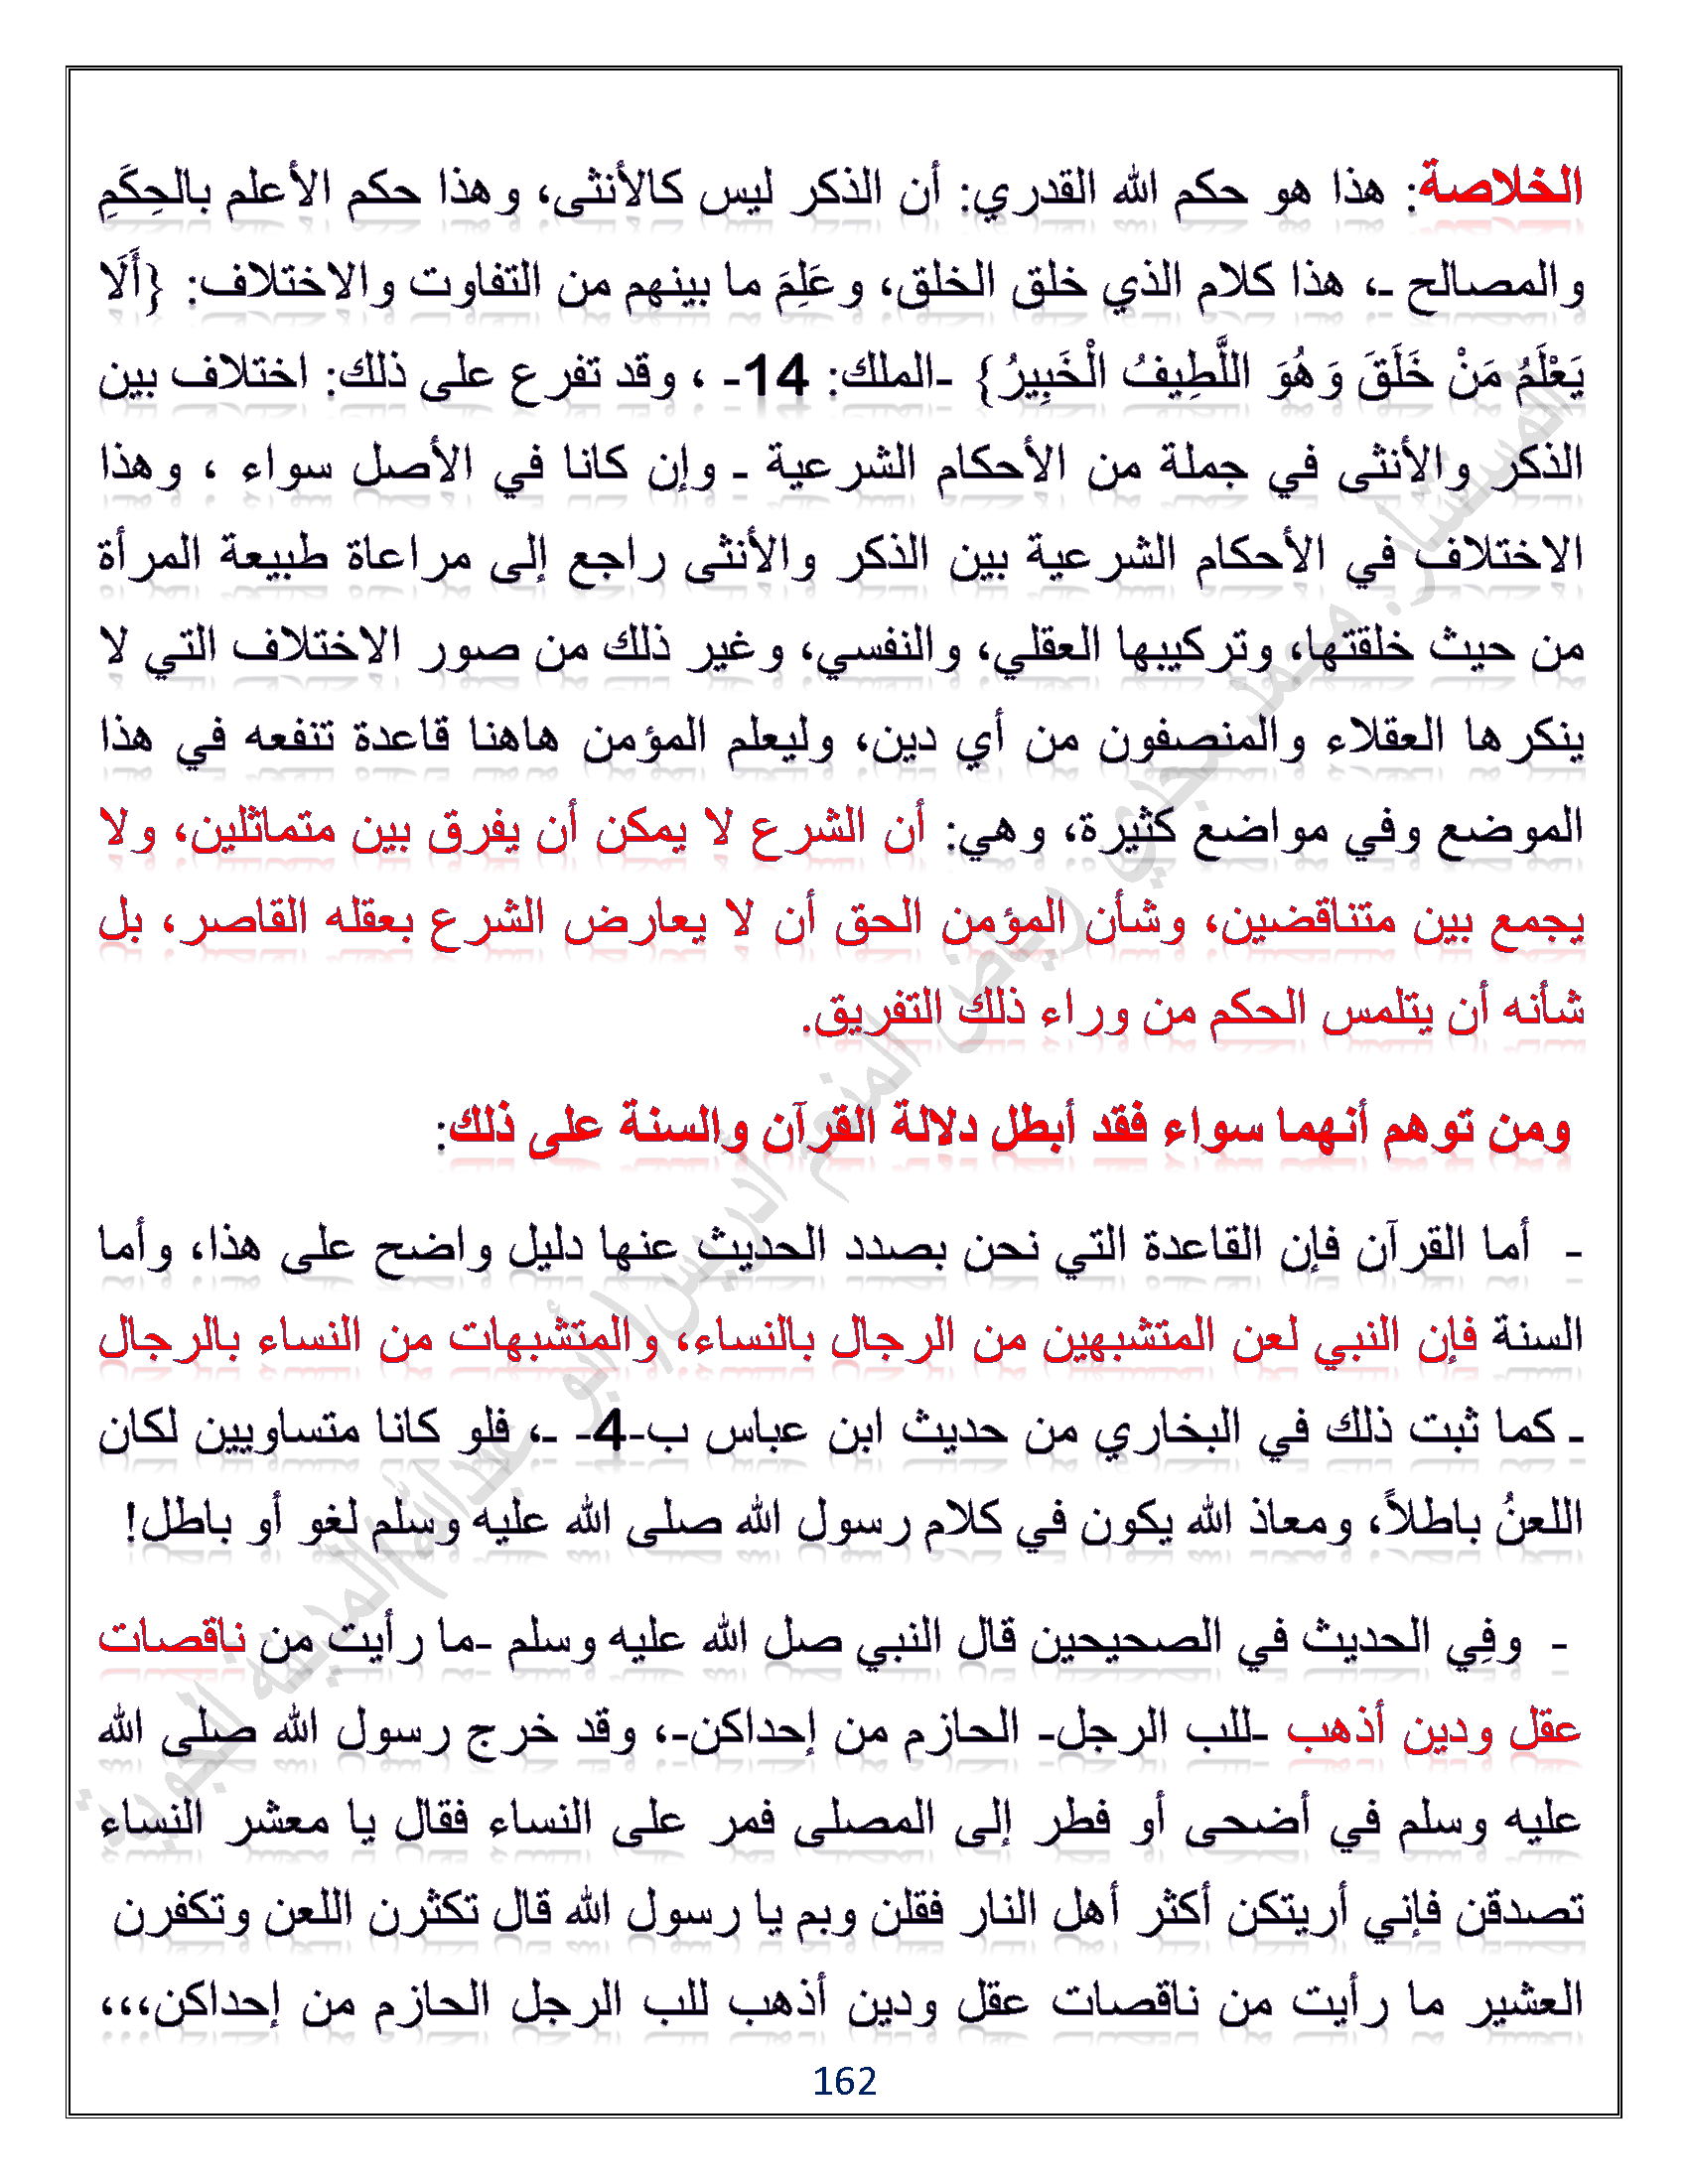 الخلاصة: هذا هو حكم الله القدري: أن الذكر ليس كالأنثى، وهذا حكم الأعلم بالحِكَمِ
والمصالح ـ، هذا كلام الذي خلق الخلق، وعَلِمَ ما بينهم من التفاوت والاختلاف: {أَلَا
يَعْلَمُ مَنْ خَلَقَ وَهُوَ اللَّطِيفُ الْخَبِيرُ} -الملك: 14- ، وقد تفرع على ذلك: اختلاف بين
الذكر والأنثى في جملة من الأحكام الشرعية ـ وإن كانا في الأصل سواء ، وهذا
الاختلاف في الأحكام الشرعية بين الذكر والأنثى راجع إلى مراعاة طبيعة المرأة
من حيث خلقتها، وتركيبها العقلي، والنفسي، وغير ذلك من صور الاختلاف التي لا
ينكرها العقلاء والمنصفون من أي دين، وليعلم المؤمن هاهنا قاعدة تنفعه في هذا
الموضع وفي مواضع كثيرة، وهي: أن الشرع لا يمكن أن يفرق بين متماثلين، ولا
يجمع بين متناقضين، وشأن المؤمن الحق أن لا يعارض الشرع بعقله القاصر، بل
شأنه أن يتلمس الحكم من وراء ذلك التفريق.
ومن توهم أنهما سواء فقد أبطل دلالة القرآن والسنة على ذلك:
- أما القرآن فإن القاعدة التي نحن بصدد الحديث عنها دليل واضح على هذا، وأما
السنة فإن النبي لعن المتشبهين من الرجال بالنساء، والمتشبهات من النساء بالرجال
ـ كما ثبت ذلك في البخاري من حديث ابن عباس ب-4- ـ، فلو كانا متساويين لكان
اللعنُ باطلاً، ومعاذ الله يكون في كلام رسول الله صلى الله عليه وسلم لغو أو باطل!
- وفِي الحديث في الصحيحين قال النبي صل الله عليه وسلم -ما رأيت من ناقصات
عقل ودين أذهب -للب الرجل- الحازم من إحداكن-، وقد خرج رسول الله صلى الله
عليه وسلم في أضحى أو فطر إلى المصلى فمر على النساء فقال يا معشر النساء
تصدقن فإني أريتكن أكثر أهل النار فقلن وبم يا رسول الله قال تكثرن اللعن وتكفرن
العشير ما رأيت من ناقصات عقل ودين أذهب للب الرجل الحازم من إحداكن،،،
162